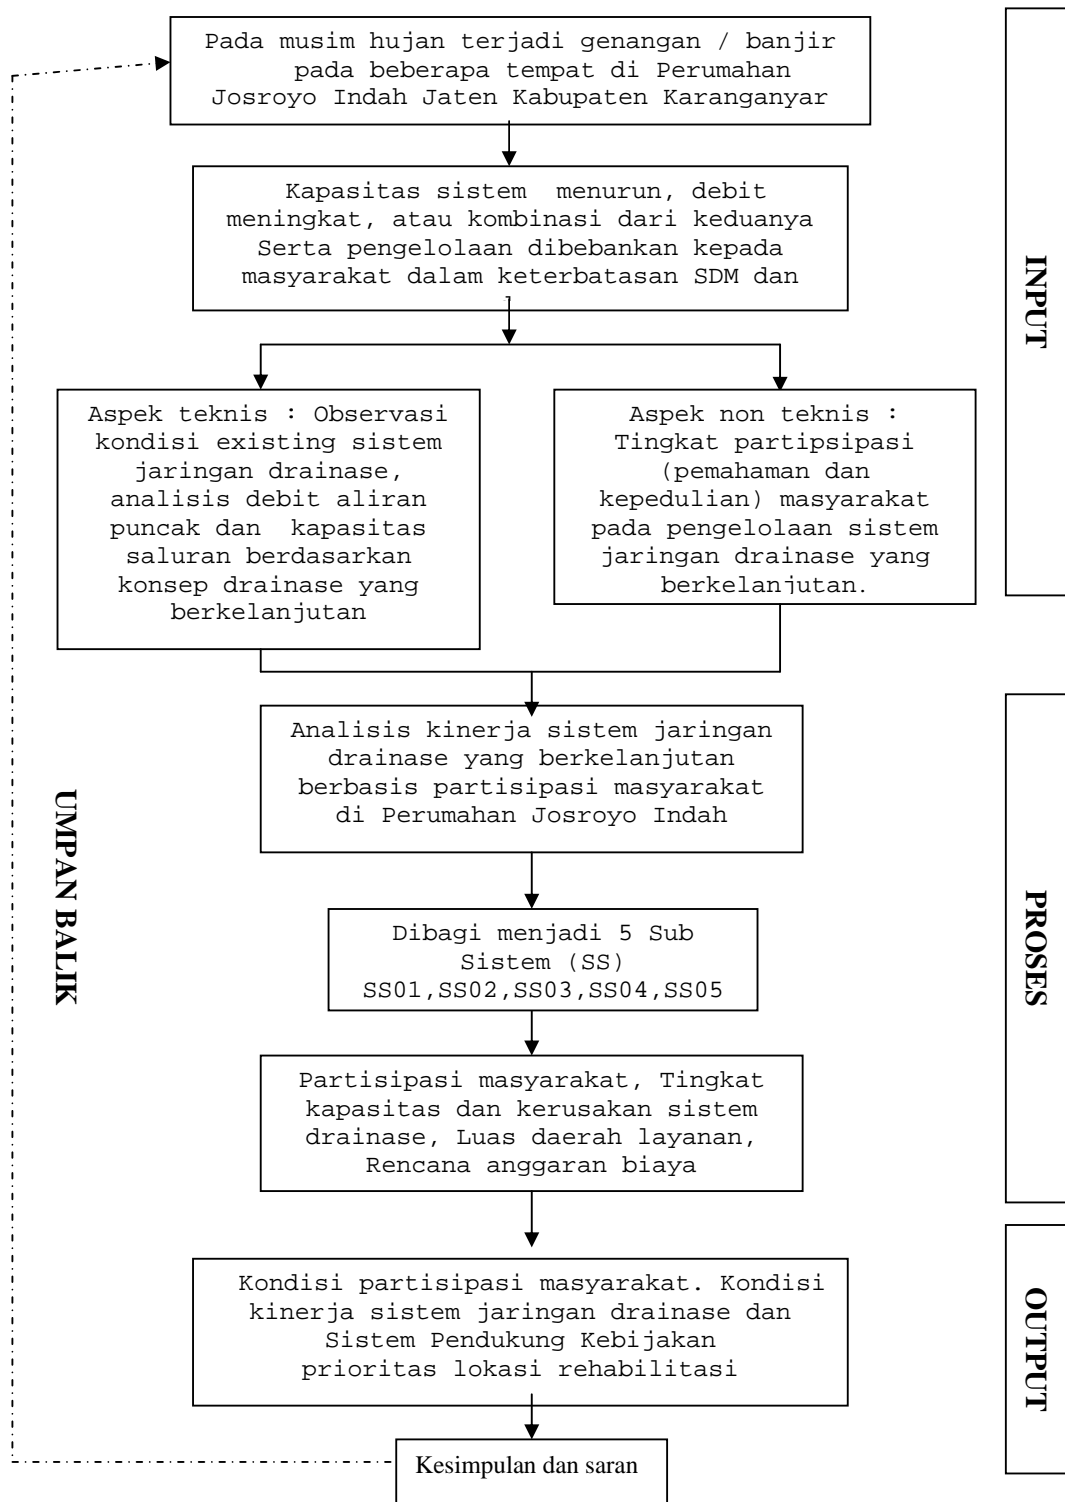 Pada musim hujan terjadi genangan / banjir
pada beberapa tempat di Perumahan
Josroyo Indah Jaten Kabupaten Karanganyar
Kapasitas sistem menurun, debit
meningkat, atau kombinasi dari keduanya
Serta pengelolaan dibebankan kepada
masyarakat dalam keterbatasan SDM dan
INPUT
Aspek teknis : Observasi
kondisi existing sistem
jaringan drainase,
analisis debit aliran
puncak dan kapasitas
saluran berdasarkan
konsep drainase yang
berkelanjutan
Aspek non teknis :
Tingkat partipsipasi
(pemahaman dan
kepedulian) masyarakat
pada pengelolaan sistem
jaringan drainase yang
berkelanjutan.
Analisis kinerja sistem jaringan
drainase yang berkelanjutan
berbasis partisipasi masyarakat
di Perumahan Josroyo Indah
UMPAN BALIK
PROSES
Dibagi menjadi 5 Sub
Sistem (SS)
SS01,SS02,SS03,SS04,SS05
Partisipasi masyarakat, Tingkat
kapasitas dan kerusakan sistem
drainase, Luas daerah layanan,
Rencana anggaran biaya
Kondisi partisipasi masyarakat. Kondisi
kinerja sistem jaringan drainase dan
Sistem Pendukung Kebijakan
prioritas lokasi rehabilitasi
OUTPUT
Kesimpulan dan saran